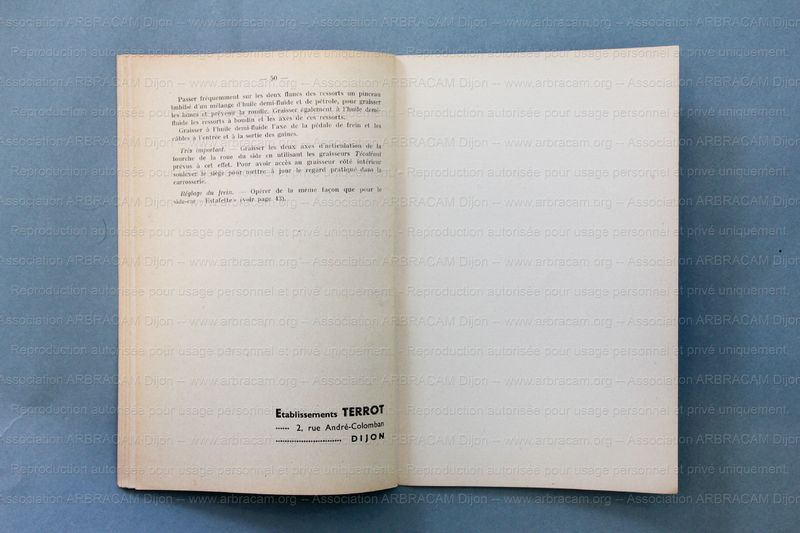 — 50 —
Passer fréquemment sur les deux flancs des ressorts un pinceau
imbibé d'un mélange d'huile demi-fluide et de pétrole, pour graisser
les lames et prévenir la rouille. Graisser également à l'huile demi-
fluide les ressorts à boudin et les axes de ces ressorts.
Graisser à l'huile demi-fluide l'axe de la pédale de frein et les
câbles à l'entrée et à la sortie des gaines.
Très important. — Graisser les deux axes d'articulation de la
fourche de la roue du side en utilisant les graisseurs Técalémit
prévus à cet effet. Pour avoir accès au graisseur côté intérieur
soulever le siège pour mettre à jour le regard pratiqué dans la
carrosserie.
Réglage du frein. — Opérer de la même façon que pour le
side-car « Estafette » (voir page 43).
Etablissements TERROT
...... 2, rue André-Colomban
............................ DIJON
Reproduction autorisée pour usage personnel et privé uniquement.
Association ARBRACAM Dijon -- www.arbracam.org -- Association ARBRACAM Dijon